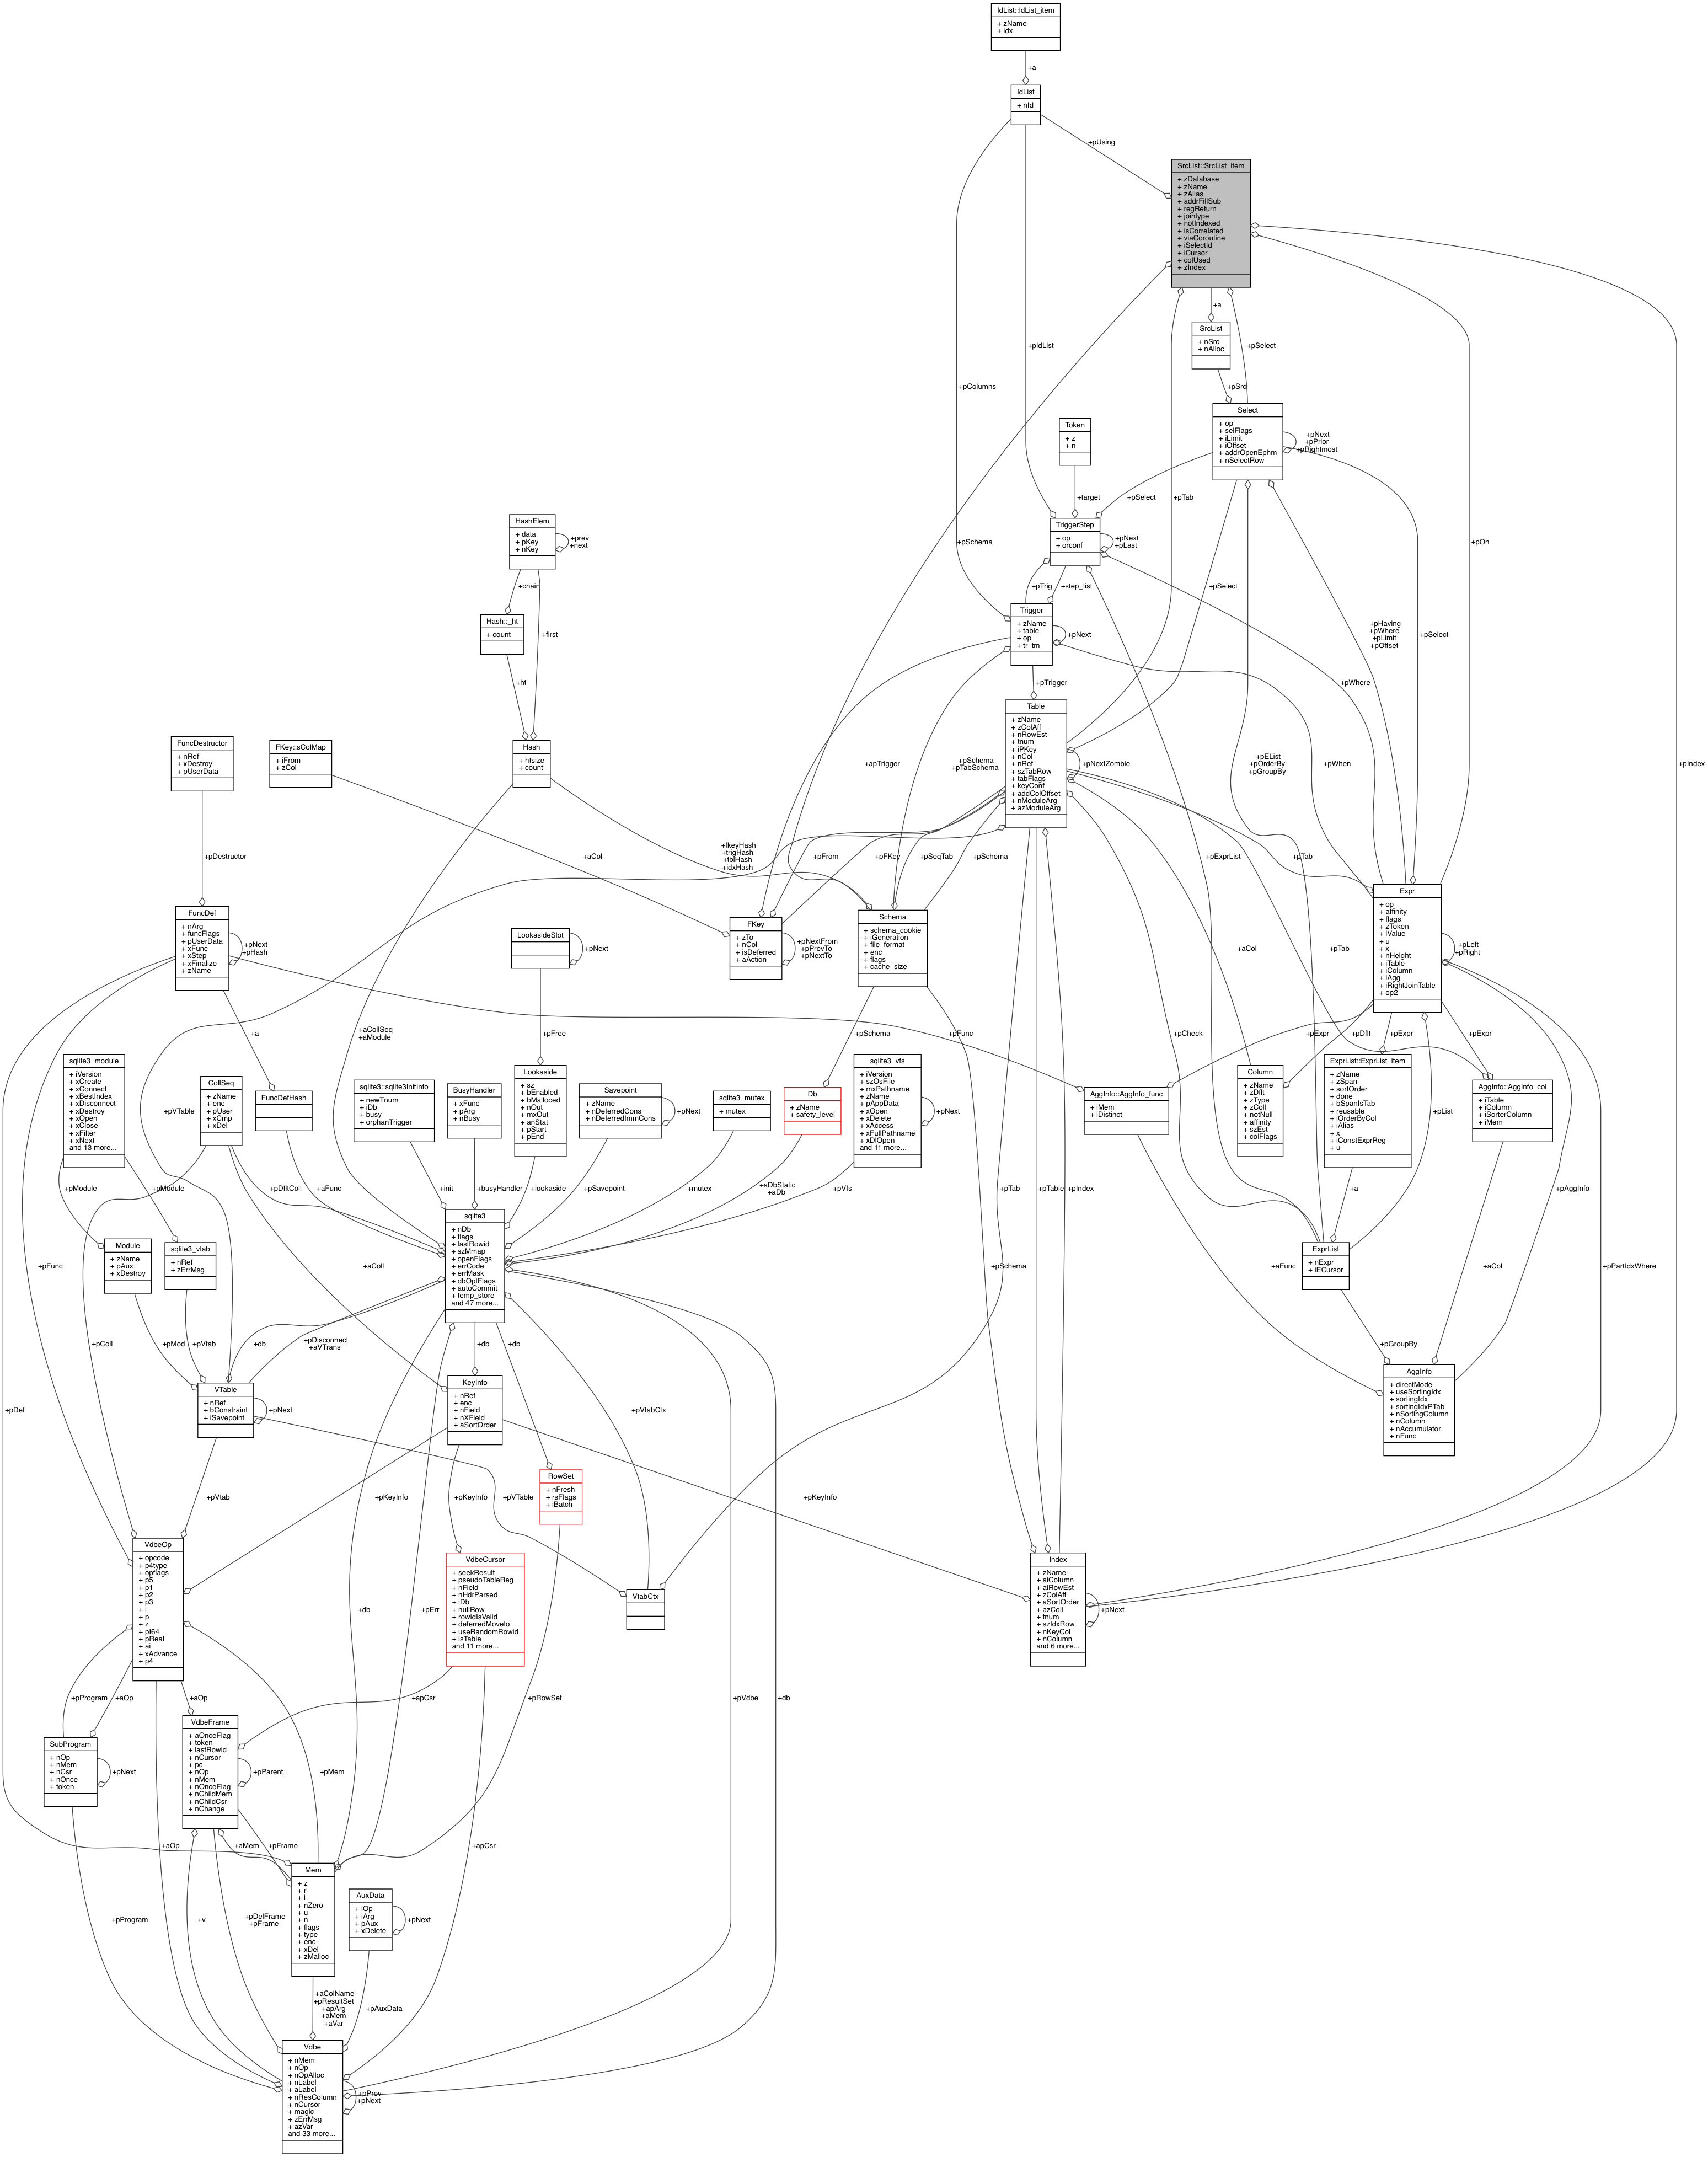 IdList::IdList_item
+ zName
+ idx
+a
IdList
+ nId
+pUsing
SrcList::SrcList_item
+ zDatabase
+ zName
+ zAlias
+ addrFillSub
+ regReturn
+ jointype
+ notIndexed
+ isCorrelated
+ viaCoroutine
+ iSelectId
+ iCursor
+ colUsed
+ zIndex
+a
SrcList
+ nSrc
+ nAlloc
+pIdList
+pSelect
+pOn
+pColumns
+pSrc
Select
+ op
+ selFlags
+ iLimit
+ iOffset
+ addrOpenEphm
+ nSelectRow
+pNext
+pPrior
+pRightmost
Token
+ z
+ n
+target
+pSelect
+pTab
TriggerStep
+ op
+ orconf
+pNext
+pLast
HashElem
+ data
+ pKey
+ nKey
+prev
+next
+pSchema
+chain
+pTrig
+step_list
+pSelect
Hash::_ht
+ count
+first
Trigger
+ zName
+ table
+ op
+ tr_tm
+pNext
+pHaving
+pWhere
+pLimit
+pOffset
+pSelect
+ht
+pTrigger
+pWhere
Table
+ zName
+ zColAff
+ nRowEst
+ tnum
+ iPKey
+ nCol
+ nRef
+ szTabRow
+ tabFlags
+ keyConf
+ addColOffset
+ nModuleArg
+ azModuleArg
+pNextZombie
FuncDestructor
+ nRef
+ xDestroy
+ pUserData
FKey::sColMap
+ iFrom
+ zCol
Hash
+ htsize
+ count
+apTrigger
+pSchema
+pTabSchema
+pEList
+pOrderBy
+pGroupBy
+pWhen
+pIndex
+pDestructor
+aCol
+fkeyHash
+trigHash
+tblHash
+idxHash
+pFrom
+pFKey
+pSeqTab
+pSchema
+pExprList
+pTab
Expr
+ op
+ affinity
+ flags
+ zToken
+ iValue
+ u
+ x
+ nHeight
+ iTable
+ iColumn
+ iAgg
+ iRightJoinTable
+ op2
+pLeft
+pRight
FuncDef
+ nArg
+ funcFlags
+ pUserData
+ xFunc
+ xStep
+ xFinalize
+ zName
+pNext
+pHash
LookasideSlot
+pNext
FKey
+ zTo
+ nCol
+ isDeferred
+ aAction
+pNextFrom
+pPrevTo
+pNextTo
Schema
+ schema_cookie
+ iGeneration
+ file_format
+ enc
+ flags
+ cache_size
+aCol
+pTab
+a
+aCollSeq
+aModule
+pFree
+pSchema
+pFunc
+pCheck
+pExpr
+pDflt
+pExpr
+pExpr
sqlite3_module
+ iVersion
+ xCreate
+ xConnect
+ xBestIndex
+ xDisconnect
+ xDestroy
+ xOpen
+ xClose
+ xFilter
+ xNext
and 13 more...
+pVTable
CollSeq
+ zName
+ enc
+ pUser
+ xCmp
+ xDel
FuncDefHash
sqlite3::sqlite3InitInfo
+ newTnum
+ iDb
+ busy
+ orphanTrigger
BusyHandler
+ xFunc
+ pArg
+ nBusy
Lookaside
+ sz
+ bEnabled
+ bMalloced
+ nOut
+ mxOut
+ anStat
+ pStart
+ pEnd
Savepoint
+ zName
+ nDeferredCons
+ nDeferredImmCons
+pNext
sqlite3_mutex
+ mutex
Db
+ zName
+ safety_level
sqlite3_vfs
+ iVersion
+ szOsFile
+ mxPathname
+ zName
+ pAppData
+ xOpen
+ xDelete
+ xAccess
+ xFullPathname
+ xDlOpen
and 11 more...
+pNext
AggInfo::AggInfo_func
+ iMem
+ iDistinct
Column
+ zName
+ zDflt
+ zType
+ zColl
+ notNull
+ affinity
+ szEst
+ colFlags
ExprList::ExprList_item
+ zName
+ zSpan
+ sortOrder
+ done
+ bSpanIsTab
+ reusable
+ iOrderByCol
+ iAlias
+ x
+ iConstExprReg
+ u
+pList
AggInfo::AggInfo_col
+ iTable
+ iColumn
+ iSorterColumn
+ iMem
+pModule
+pModule
+pDfltColl
+aFunc
+init
+busyHandler
+lookaside
+pSavepoint
+mutex
+aDbStatic
+aDb
+pVfs
+pTab
+pTable
+pIndex
+a
+pAggInfo
Module
+ zName
+ pAux
+ xDestroy
sqlite3_vtab
+ nRef
+ zErrMsg
+pFunc
+aColl
sqlite3
+ nDb
+ flags
+ lastRowid
+ szMmap
+ openFlags
+ errCode
+ errMask
+ dbOptFlags
+ autoCommit
+ temp_store
and 47 more...
+pSchema
+aFunc
ExprList
+ nExpr
+ iECursor
+aCol
+pPartIdxWhere
+pColl
+pMod
+pVtab
+db
+pDisconnect
+aVTrans
+db
+db
+pGroupBy
VTable
+ nRef
+ bConstraint
+ iSavepoint
+pNext
KeyInfo
+ nRef
+ enc
+ nField
+ nXField
+ aSortOrder
+pVtabCtx
AggInfo
+ directMode
+ useSortingIdx
+ sortingIdx
+ sortingIdxPTab
+ nSortingColumn
+ nColumn
+ nAccumulator
+ nFunc
+pDef
+pVtab
+pKeyInfo
+pKeyInfo
+pVTable
RowSet
+ nFresh
+ rsFlags
+ iBatch
+pKeyInfo
VdbeOp
+ opcode
+ p4type
+ opflags
+ p5
+ p1
+ p2
+ p3
+ i
+ p
+ z
+ pI64
+ pReal
+ ai
+ xAdvance
+ p4
+db
+pErr
VdbeCursor
+ seekResult
+ pseudoTableReg
+ nField
+ nHdrParsed
+ iDb
+ nullRow
+ rowidIsValid
+ deferredMoveto
+ useRandomRowid
+ isTable
and 11 more...
VtabCtx
Index
+ zName
+ aiColumn
+ aiRowEst
+ zColAff
+ aSortOrder
+ azColl
+ tnum
+ szIdxRow
+ nKeyCol
+ nColumn
and 6 more...
+pNext
+pProgram
+aOp
+aOp
+apCsr
+pRowSet
+pVdbe
+db
SubProgram
+ nOp
+ nMem
+ nCsr
+ nOnce
+ token
+pNext
VdbeFrame
+ aOnceFlag
+ token
+ lastRowid
+ nCursor
+ pc
+ nOp
+ nMem
+ nOnceFlag
+ nChildMem
+ nChildCsr
+ nChange
+pParent
+pMem
+aOp
+aMem
+pFrame
+apCsr
Mem
+ z
+ r
+ i
+ nZero
+ u
+ n
+ flags
+ type
+ enc
+ xDel
+ zMalloc
AuxData
+ iOp
+ iArg
+ pAux
+ xDelete
+pNext
+pProgram
+v
+pDelFrame
+pFrame
+aColName
+pResultSet
+apArg
+aMem
+aVar
+pAuxData
Vdbe
+ nMem
+ nOp
+ nOpAlloc
+ nLabel
+ aLabel
+ nResColumn
+ nCursor
+ magic
+ zErrMsg
+ azVar
and 33 more...
+pPrev
+pNext